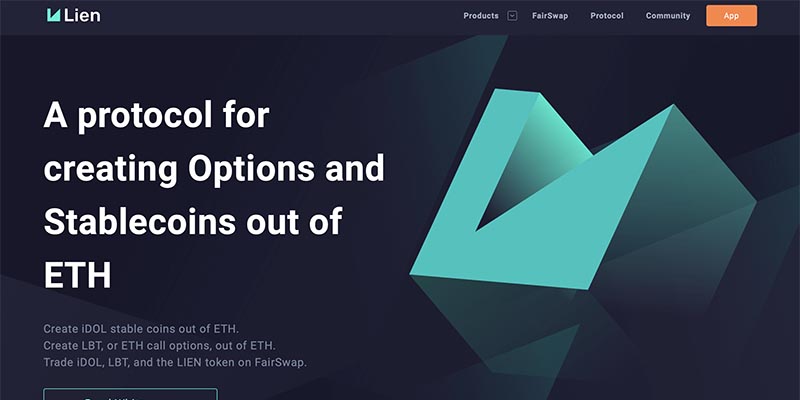 Lien
Products FairSwap Protocol Community App
A protocol for
creating Options and
Stablecoins out of
ETH
Create iDOL stable coins out of ETH.
Create LBT, or ETH call options, out of ETH.
Trade iDOL, LBT, and the LIEN token on FairSwap.